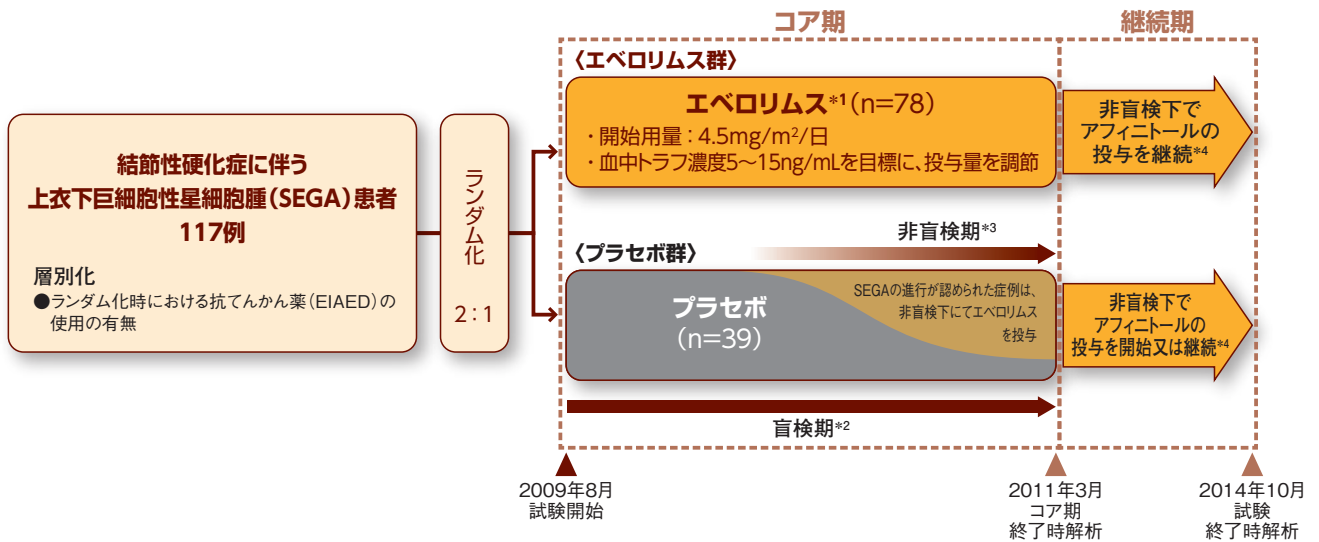 コア期
継続期
〈エベロリムス群〉
エベロリムス*1(n=78)
・開始用量：4.5mg/m²/日
・血中トラフ濃度5～15ng/mLを目標に、投与量を調節
非盲検下で
アフィニトールの
投与を継続*4
結節性硬化症に伴う
上衣下巨細胞性星細胞腫(SEGA)患者
117例
層別化
●ランダム化時における抗てんかん薬(EIAED)の
使用の有無
ランダム化
2：1
非盲検期*3
〈プラセボ群〉
プラセボ
(n=39)
SEGAの進行が認められた症例は、
非盲検下にてエベロリムス
を投与
非盲検下で
アフィニトールの
投与を開始又は継続*4
盲検期*2
2009年8月
試験開始
2011年3月
コア期
終了時解析
2014年10月
試験
終了時解析